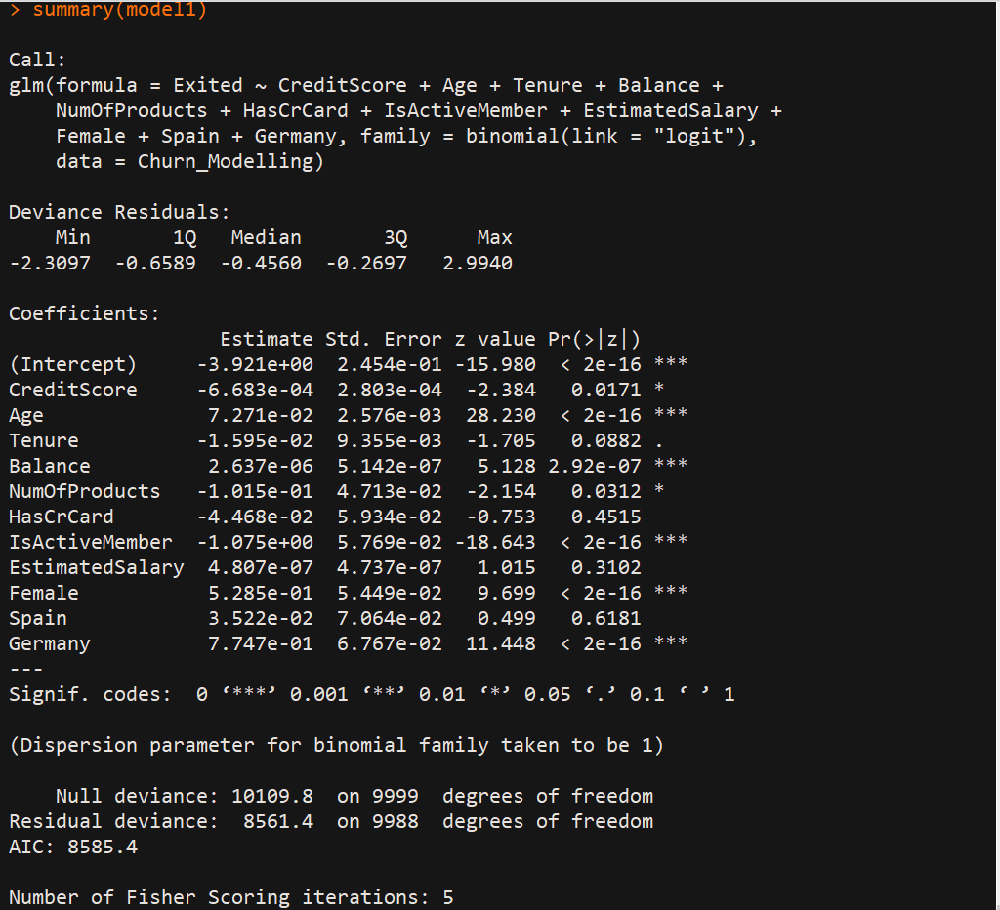 > summary(model1)
Call:
glm(formula = Exited ~ CreditScore + Age + Tenure + Balance +
    NumOfProducts + HasCrCard + IsActiveMember + EstimatedSalary +
    Female + Spain + Germany, family = binomial(link = "logit"),
    data = Churn_Modelling)
Deviance Residuals:
    Min       1Q   Median       3Q      Max
-2.3097  -0.6589  -0.4560  -0.2697   2.9940
Coefficients:
                  Estimate Std. Error z value Pr(>|z|)
(Intercept)     -3.921e+00  2.454e-01 -15.980  < 2e-16 ***
CreditScore     -6.683e-04  2.803e-04  -2.384   0.0171 *
Age              7.271e-02  2.576e-03  28.230  < 2e-16 ***
Tenure          -1.595e-02  9.355e-03  -1.705   0.0882 .
Balance          2.637e-06  5.142e-07   5.128 2.92e-07 ***
NumOfProducts   -1.015e-01  4.713e-02  -2.154   0.0312 *
HasCrCard       -4.468e-02  5.934e-02  -0.753   0.4515
IsActiveMember  -1.075e+00  5.769e-02 -18.643  < 2e-16 ***
EstimatedSalary  4.807e-07  4.737e-07   1.015   0.3102
Female           5.285e-01  5.449e-02   9.699  < 2e-16 ***
Spain            3.522e-02  7.064e-02   0.499   0.6181
Germany          7.747e-01  6.767e-02  11.448  < 2e-16 ***
---
Signif. codes:  0 ‘***’ 0.001 ‘**’ 0.01 ‘*’ 0.05 ‘.’ 0.1 ‘ ’ 1
(Dispersion parameter for binomial family taken to be 1)
    Null deviance: 10109.8  on 9999  degrees of freedom
Residual deviance:  8561.4  on 9988  degrees of freedom
AIC: 8585.4
Number of Fisher Scoring iterations: 5